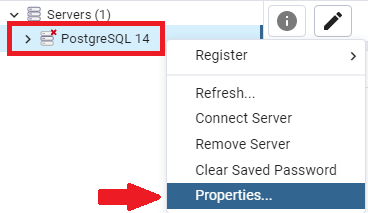 Servers (1)
PostgreSQL 14
Register
Refresh...
Connect Server
Remove Server
Clear Saved Password
Properties...